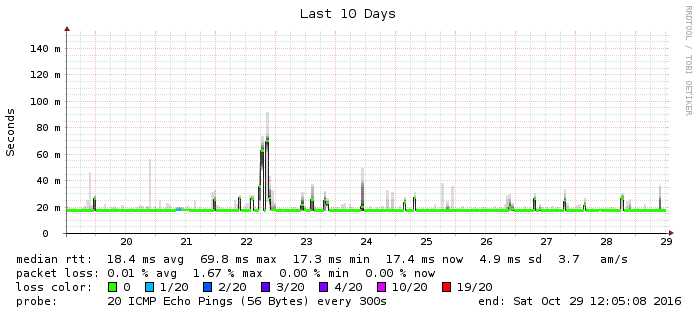 Last 10 Days
RRDTOOL / TOBI OETIKER
Seconds
140 m
120 m
100 m
80 m
60 m
40 m
20 m
0
20 21 22 23 24 25 26 27 28 29
median rtt: 18.4 ms avg 69.8 ms max 17.3 ms min 17.4 ms now 4.9 ms sd 3.7 am/s
packet loss: 0.01 % avg 1.67 % max 0.00 % min 0.00 % now
loss color: 0 1/20 2/20 3/20 4/20 10/20 19/20
probe: 20 ICMP Echo Pings (56 Bytes) every 300s end: Sat Oct 29 12:05:08 2016